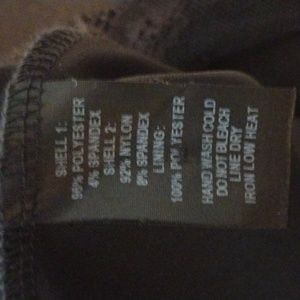 SHELL 1:
96% POLYESTER
4% SPANDEX
SHELL 2:
92% NYLON
8% SPANDEX
LINING:
100% POLYESTER
HAND WASH COLD
DO NOT BLEACH
LINE DRY
IRON LOW HEAT